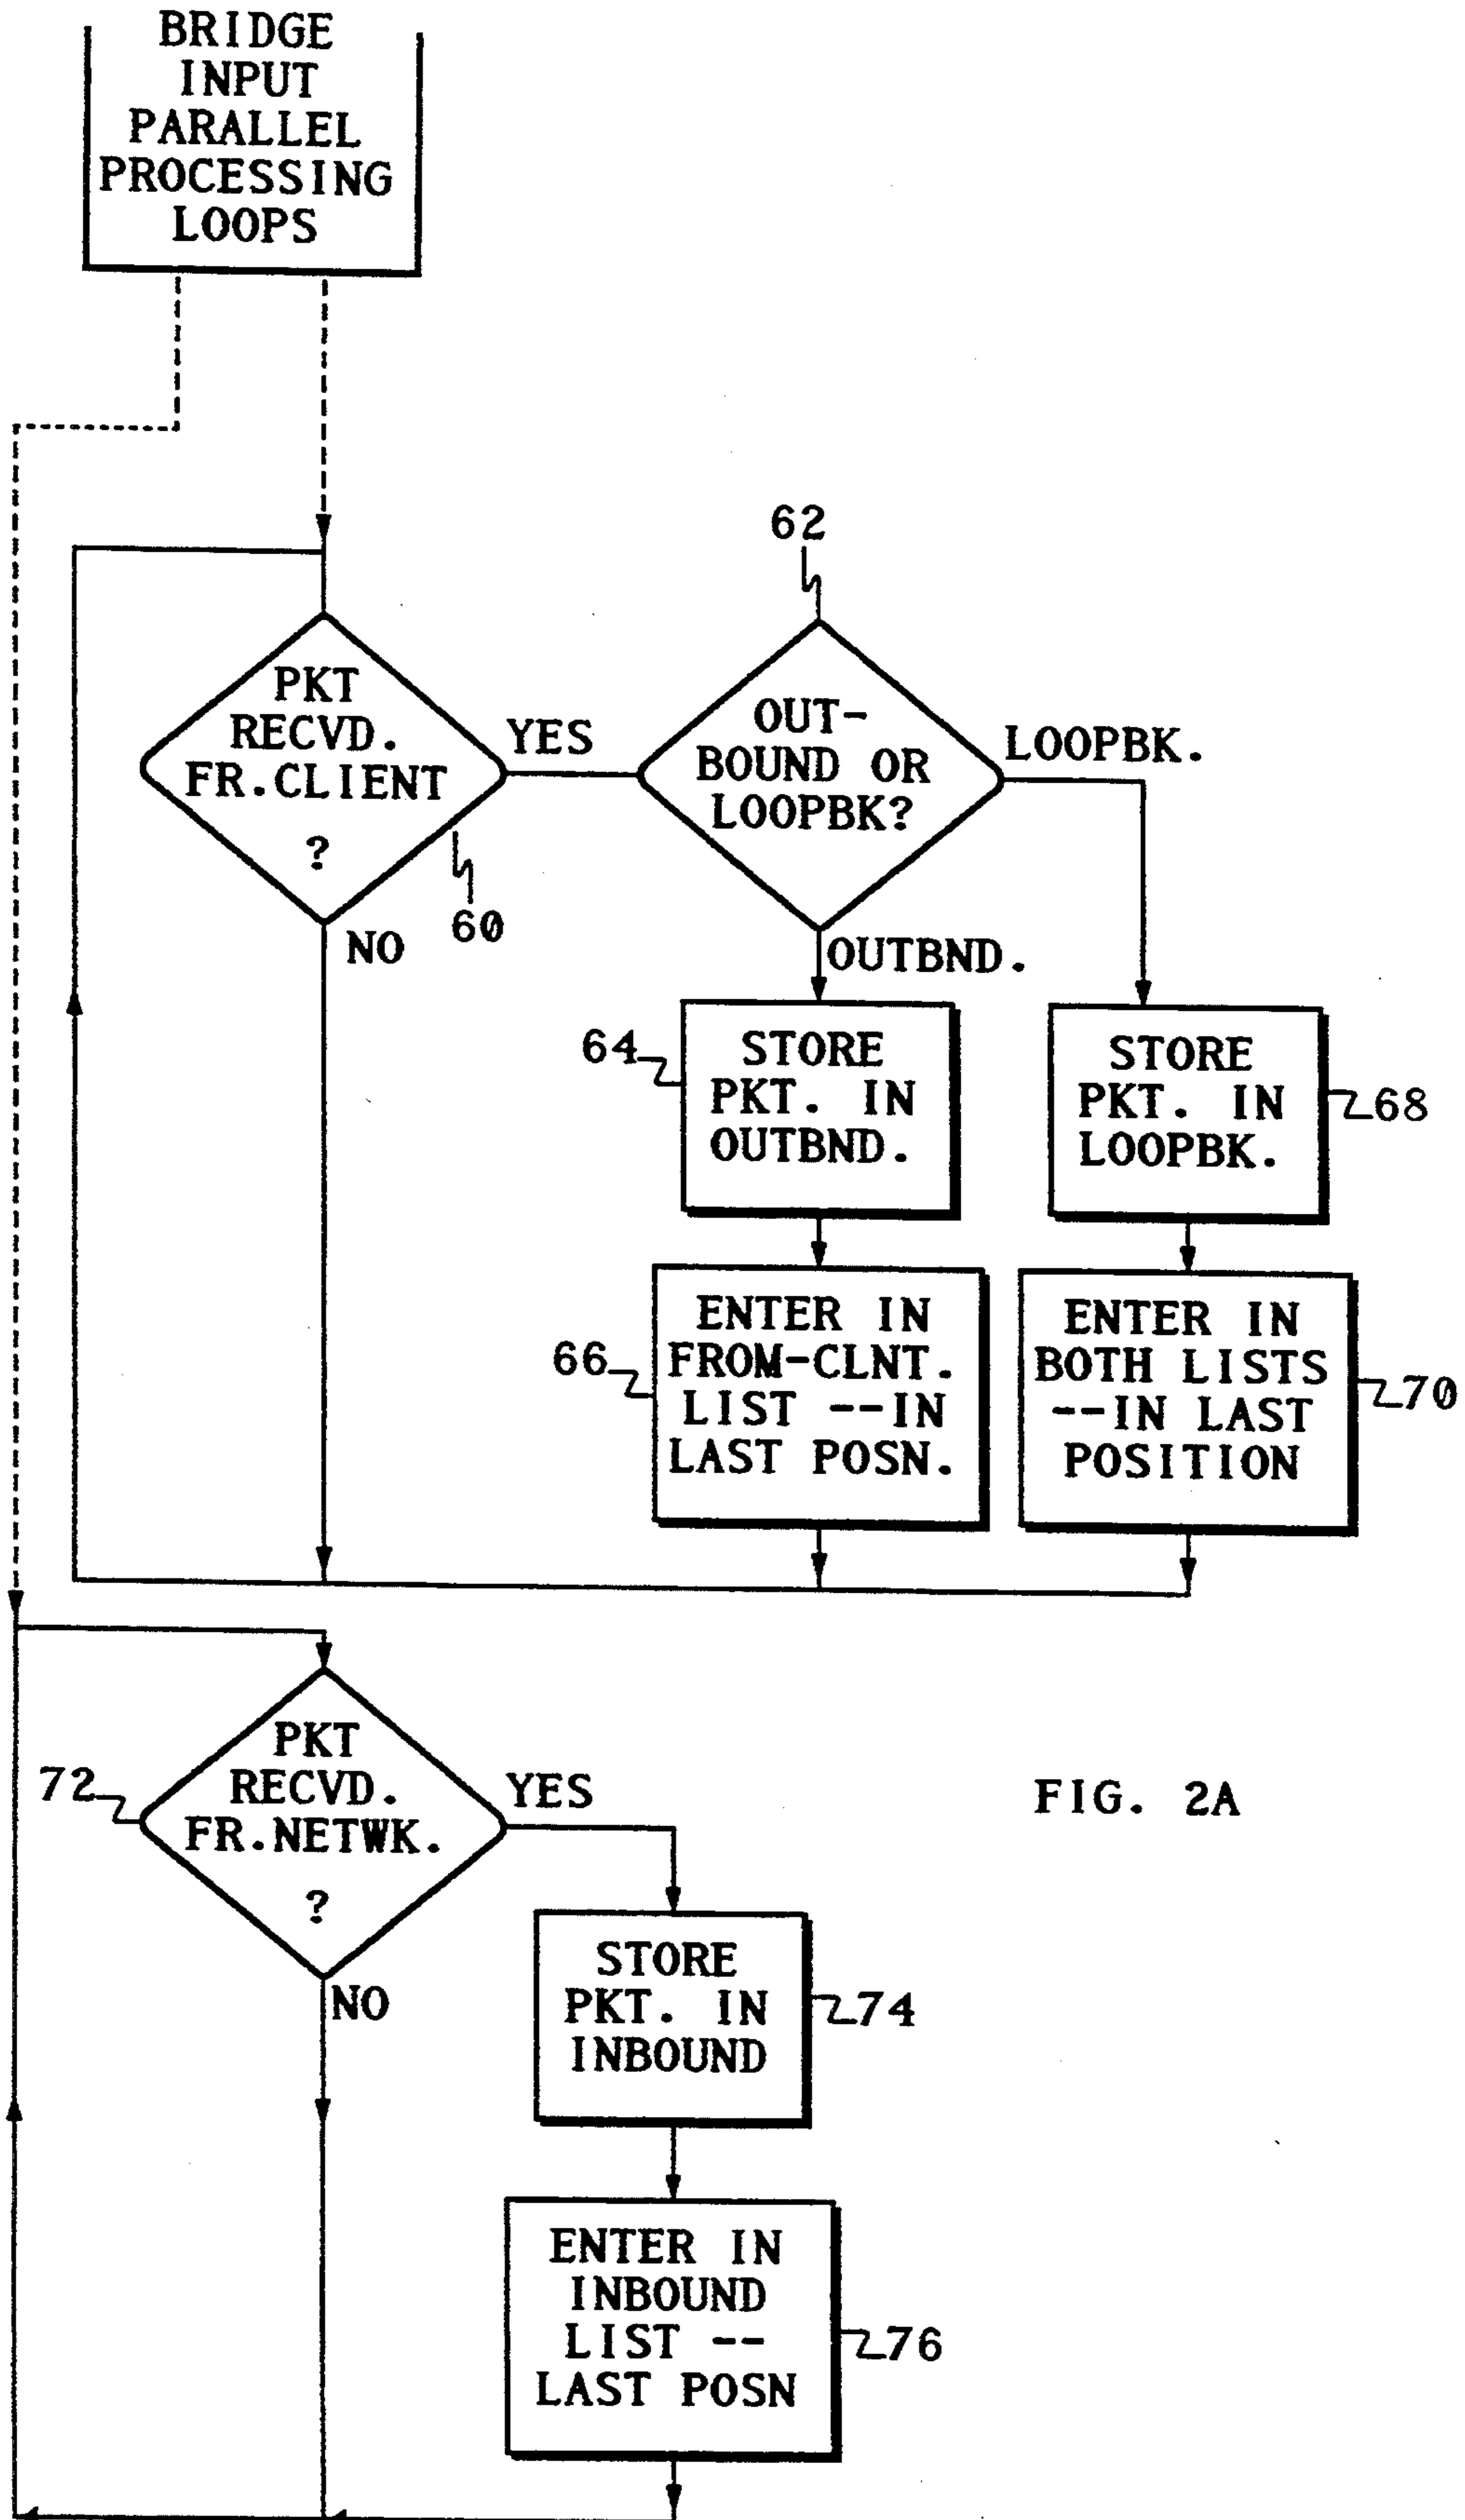 BRIDGE
INPUT
PARALLEL
PROCESSING
LOOPS
62
PKT
RECVD.
FR.CLIENT
?
YES
60
NO
OUT-
BOUND OR
LOOPBK?
LOOPBK.
OUTBND.
64
STORE
PKT. IN
OUTBND.
STORE
PKT. IN
LOOPBK.
68
66
ENTER IN
FROM-CLNT.
LIST --IN
LAST POSN.
ENTER IN
BOTH LISTS
--IN LAST
POSITION
70
72
PKT
RECVD.
FR.NETWK.
?
YES
NO
FIG. 2A
STORE
PKT. IN
INBOUND
74
ENTER IN
INBOUND
LIST --
LAST POSN
76